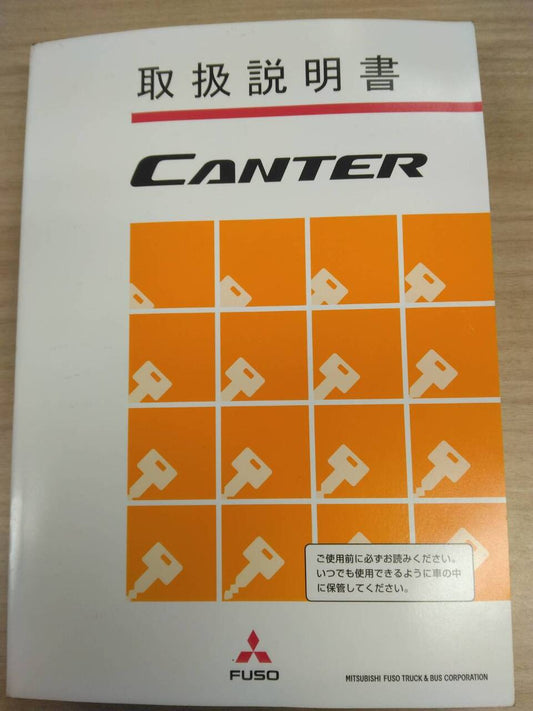 取扱説明書
CANTER
ご使用前に必ずお読みください。
いつでも使用できるように車の中
に保管してください。
FUSO
MITSUBISHI FUSO TRUCK & BUS CORPORATION